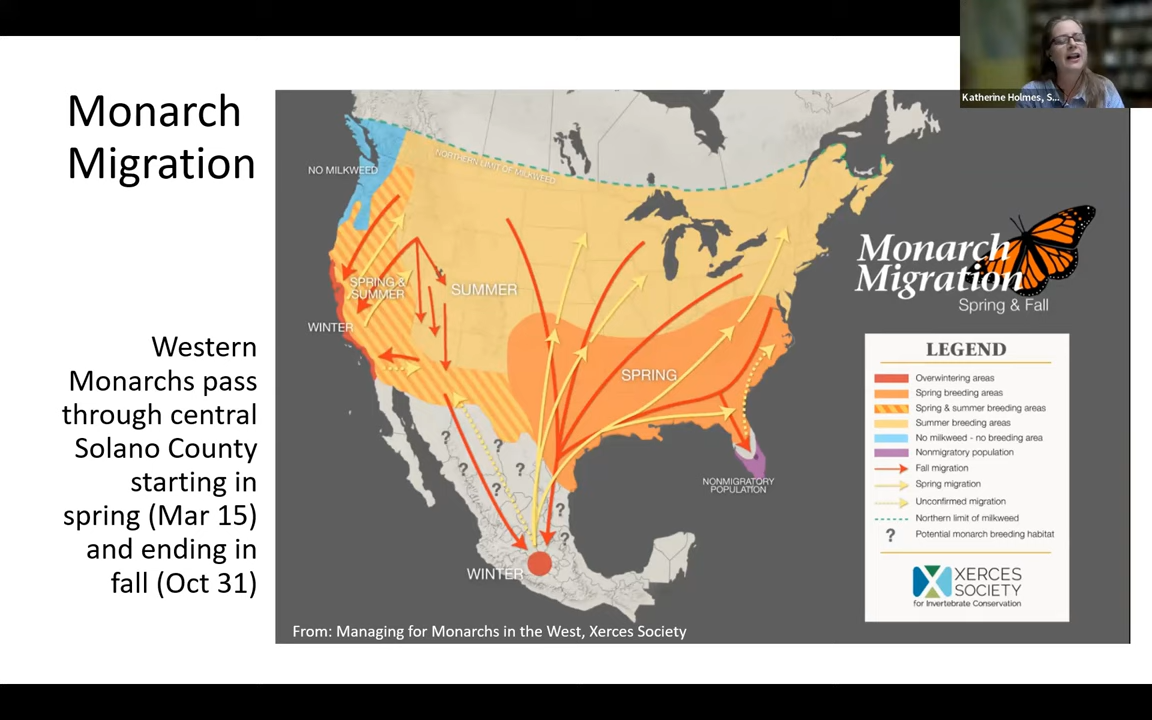 Katherine Holmes, S...
Monarch
Migration
Western
Monarchs pass
through central
Solano County
starting in
spring (Mar 15)
and ending in
fall (Oct 31)
NO MILKWEED
NORTHERN LIMIT OF MILKWEED
SPRING &
SUMMER
SUMMER
WINTER
SPRING
NONMIGRATORY
POPULATION
WINTER
?
?
?
?
?
?
From: Managing for Monarchs in the West, Xerces Society
Monarch
Migration
Spring & Fall
LEGEND
Overwintering areas
Spring breeding areas
Spring & summer breeding areas
Summer breeding areas
No milkweed - no breeding area
Nonmigratory population
Fall migration
Spring migration
Unconfirmed migration
Northern limit of milkweed
? Potential monarch breeding habitat
XERCES
SOCIETY
for Invertebrate Conservation